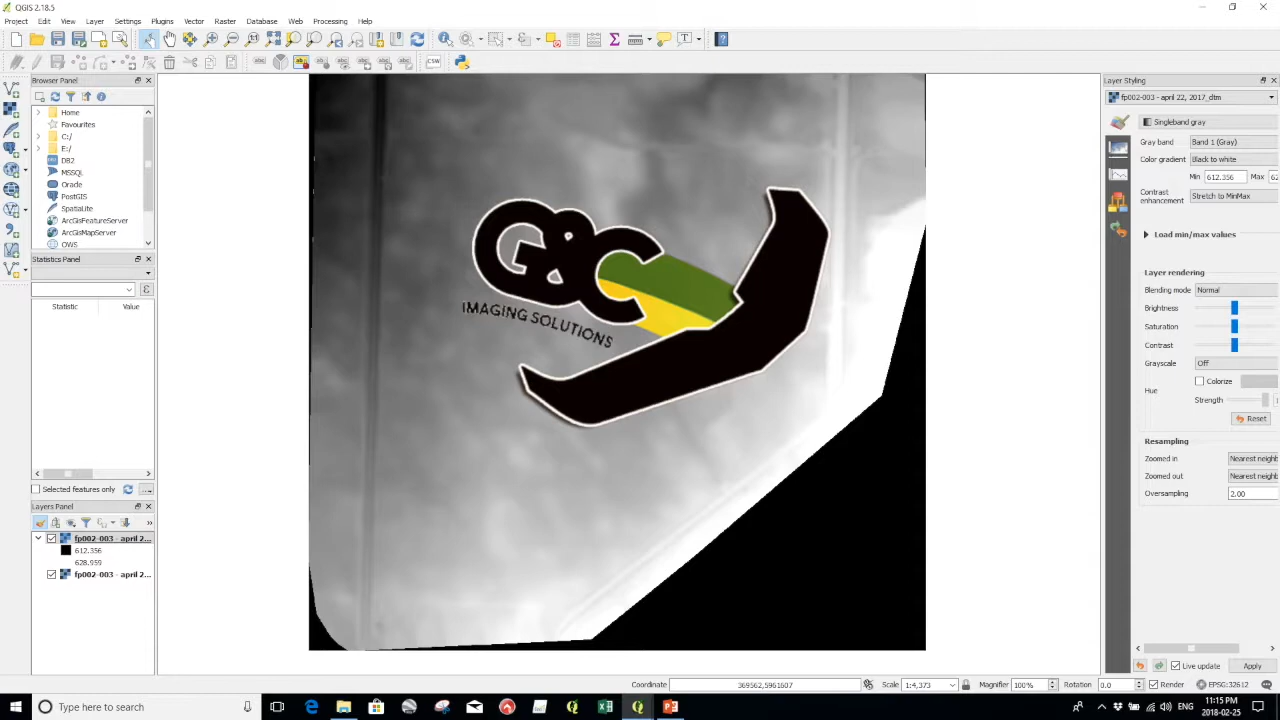 QGIS 2.18.5
Project Edit View Layer Settings Plugins Vector Raster Database Web Processing Help
Browser Panel
Home
Favourites
C:/
E:/
DB2
MSSQL
Oracle
PostGIS
SpatiaLite
ArcGisFeatureServer
ArcGisMapServer
OWS
Statistics Panel
Statistic Value
Selected features only
Layers Panel
fp002-003 - april 2...
612.356
628.959
fp002-003 - april 2...
G&C
IMAGING SOLUTIONS
Layer Styling
fp002-003 - april 22, 2017_dtm
Singleband gray
Gray band Band 1 (Gray)
Color gradient Black to white
Min 612.356 Max 62
Contrast enhancement Stretch to MinMax
Load min/max values
Layer rendering
Blending mode Normal
Brightness
Saturation
Contrast
Grayscale Off
Hue
Colorize
Strength
Reset
Resampling
Zoomed in Nearest neighb
Zoomed out Nearest neighb
Oversampling 2.00
Live update Apply
Coordinate 369562,5961607 Scale 1:4,373 Magnifier 100% Rotation 0.0 Render EPSG:32612
Type here to search
ENG
11:15 PM
2018-02-25